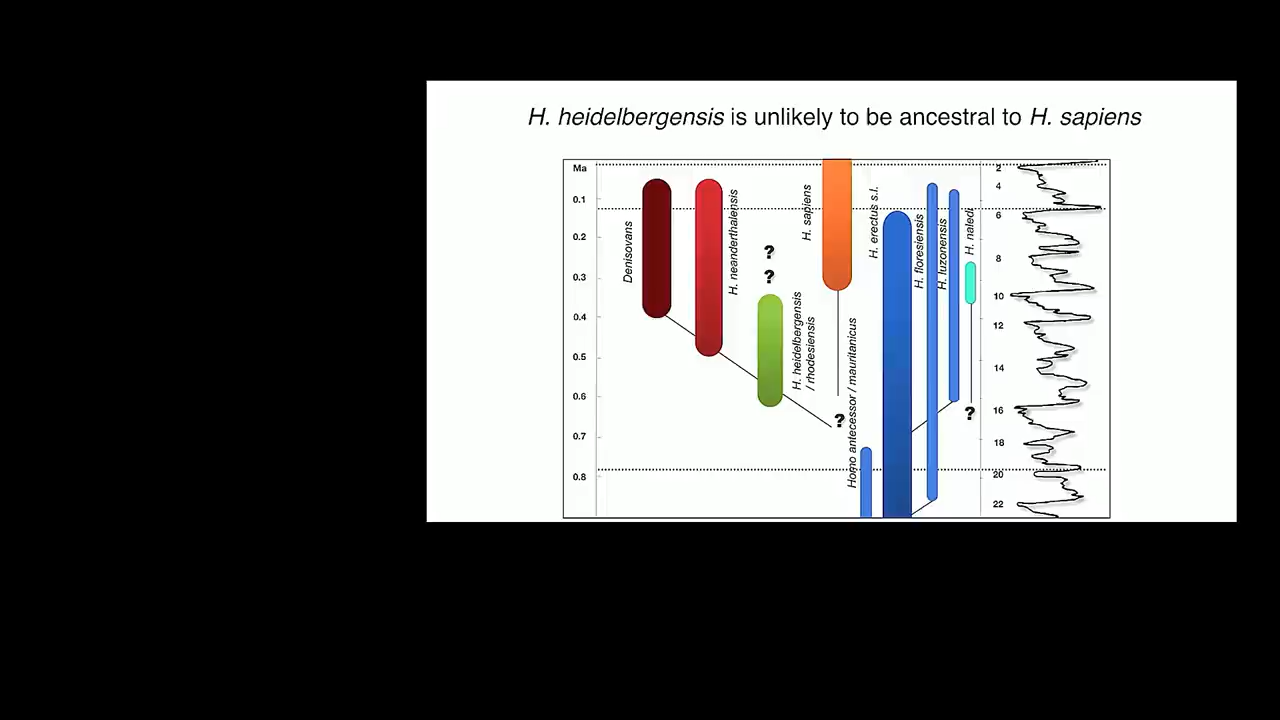 H. heidelbergensis is unlikely to be ancestral to H. sapiens
Ma
0.1
0.2
0.3
0.4
0.5
0.6
0.7
0.8
Denisovans
H. neanderthalensis
?
?
H. heidelbergensis
/ rhodesiensis
H. sapiens
?
Homo antecessor / mauritanicus
H. erectus s.l.
H. floresiensis
H. luzonensis
H. naledi
?
2
4
6
8
10
12
14
16
18
20
22